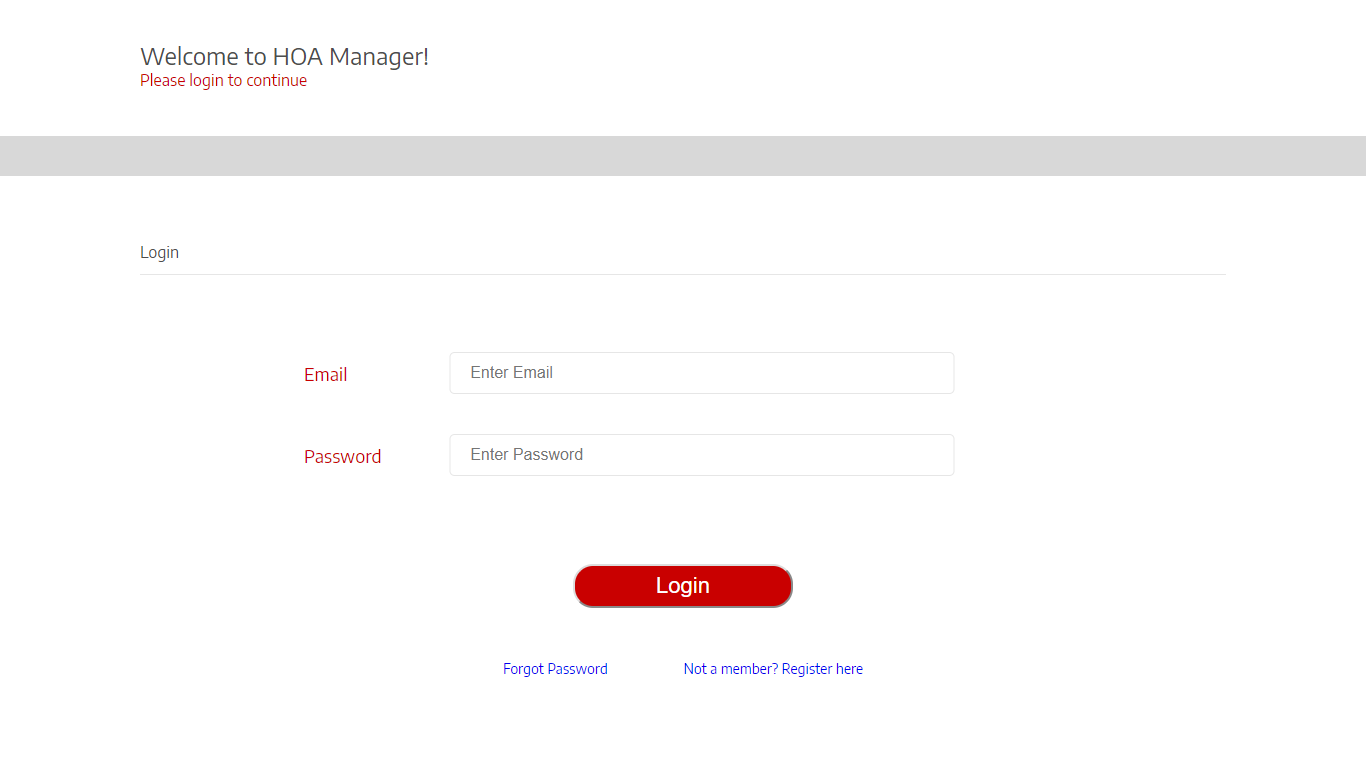 Welcome to HOA Manager!
Please login to continue
Login
Email
Enter Email
Password
Enter Password
Login
Forgot Password
Not a member? Register here